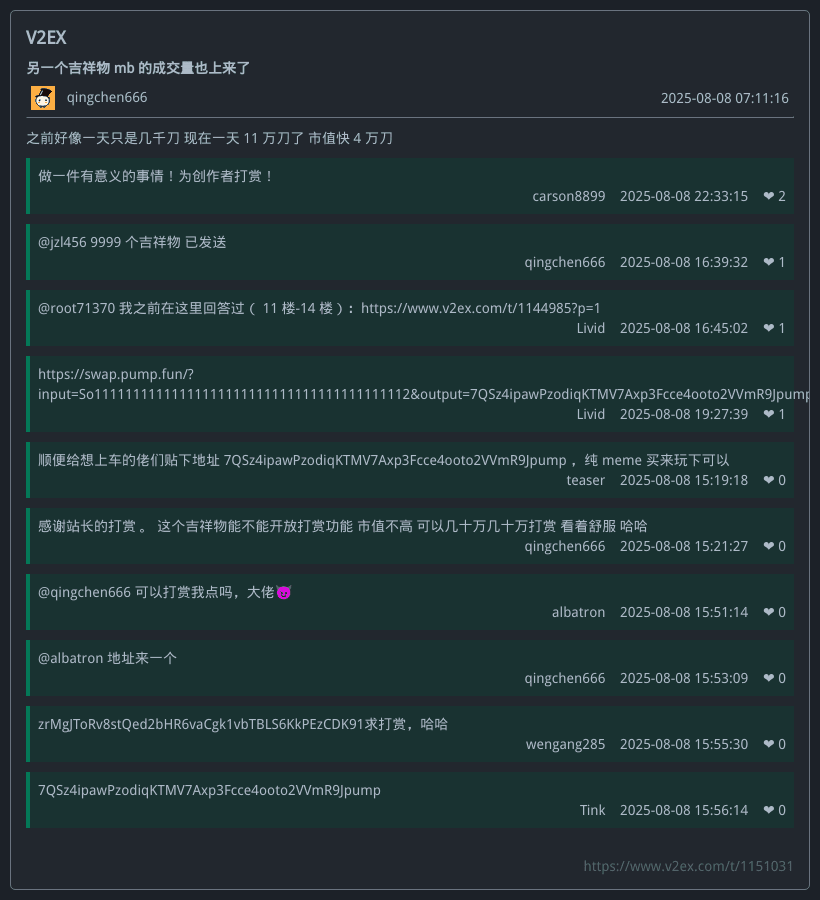 V2EX
另一个吉祥物 mb 的成交量也上来了
qingchen666 2025-08-08 07:11:16
之前好像一天只是几千刀 现在一天 11 万刀了 市值快 4 万刀
做一件有意义的事情！为创作者打赏！
carson8899 2025-08-08 22:33:15 ❤ 2
@jzl456 9999 个吉祥物 已发送
qingchen666 2025-08-08 16:39:32 ❤ 1
@root71370 我之前在这里回答过（ 11 楼-14 楼）：https://www.v2ex.com/t/1144985?p=1
Livid 2025-08-08 16:45:02 ❤ 1
https://swap.pump.fun/?
input=So11111111111111111111111111111111111111112&output=7QSz4ipawPzodiqKTMV7Axp3Fcce4ooto2VVmR9Jpump
Livid 2025-08-08 19:27:39 ❤ 1
顺便给想上车的佬们贴下地址 7QSz4ipawPzodiqKTMV7Axp3Fcce4ooto2VVmR9Jpump ，纯 meme 买来玩下可以
teaser 2025-08-08 15:19:18 ❤ 0
感谢站长的打赏 。 这个吉祥物能不能开放打赏功能 市值不高 可以几十万几十万打赏 看着舒服 哈哈
qingchen666 2025-08-08 15:21:27 ❤ 0
@qingchen666 可以打赏我点吗，大佬😈
albatron 2025-08-08 15:51:14 ❤ 0
@albatron 地址来一个
qingchen666 2025-08-08 15:53:09 ❤ 0
zrMgJToRv8stQed2bHR6vaCgk1vbTBLS6KkPEzCDK91求打赏，哈哈
wengang285 2025-08-08 15:55:30 ❤ 0
7QSz4ipawPzodiqKTMV7Axp3Fcce4ooto2VVmR9Jpump
Tink 2025-08-08 15:56:14 ❤ 0
https://www.v2ex.com/t/1151031